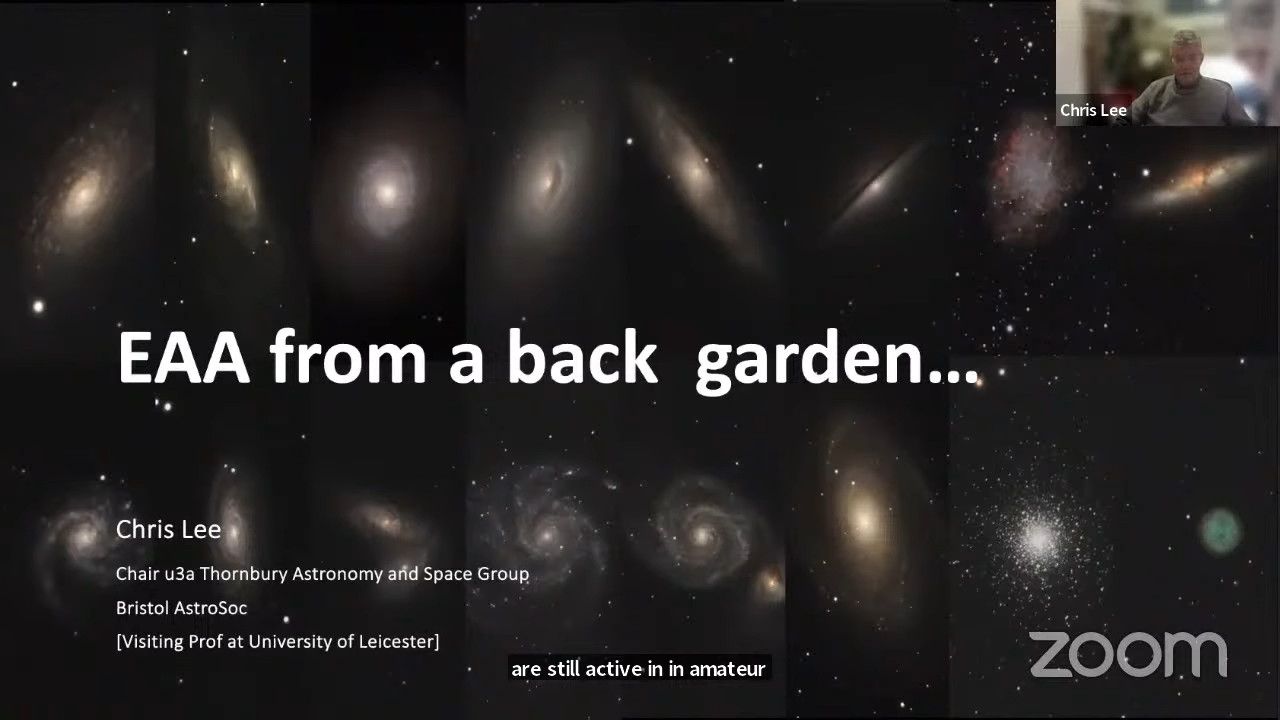 Chris Lee
EAA from a back  garden...
Chris Lee
Chair u3a Thornbury Astronomy and Space Group
Bristol AstroSoc
[Visiting Prof at University of Leicester]
zoom
are still active in in amateur